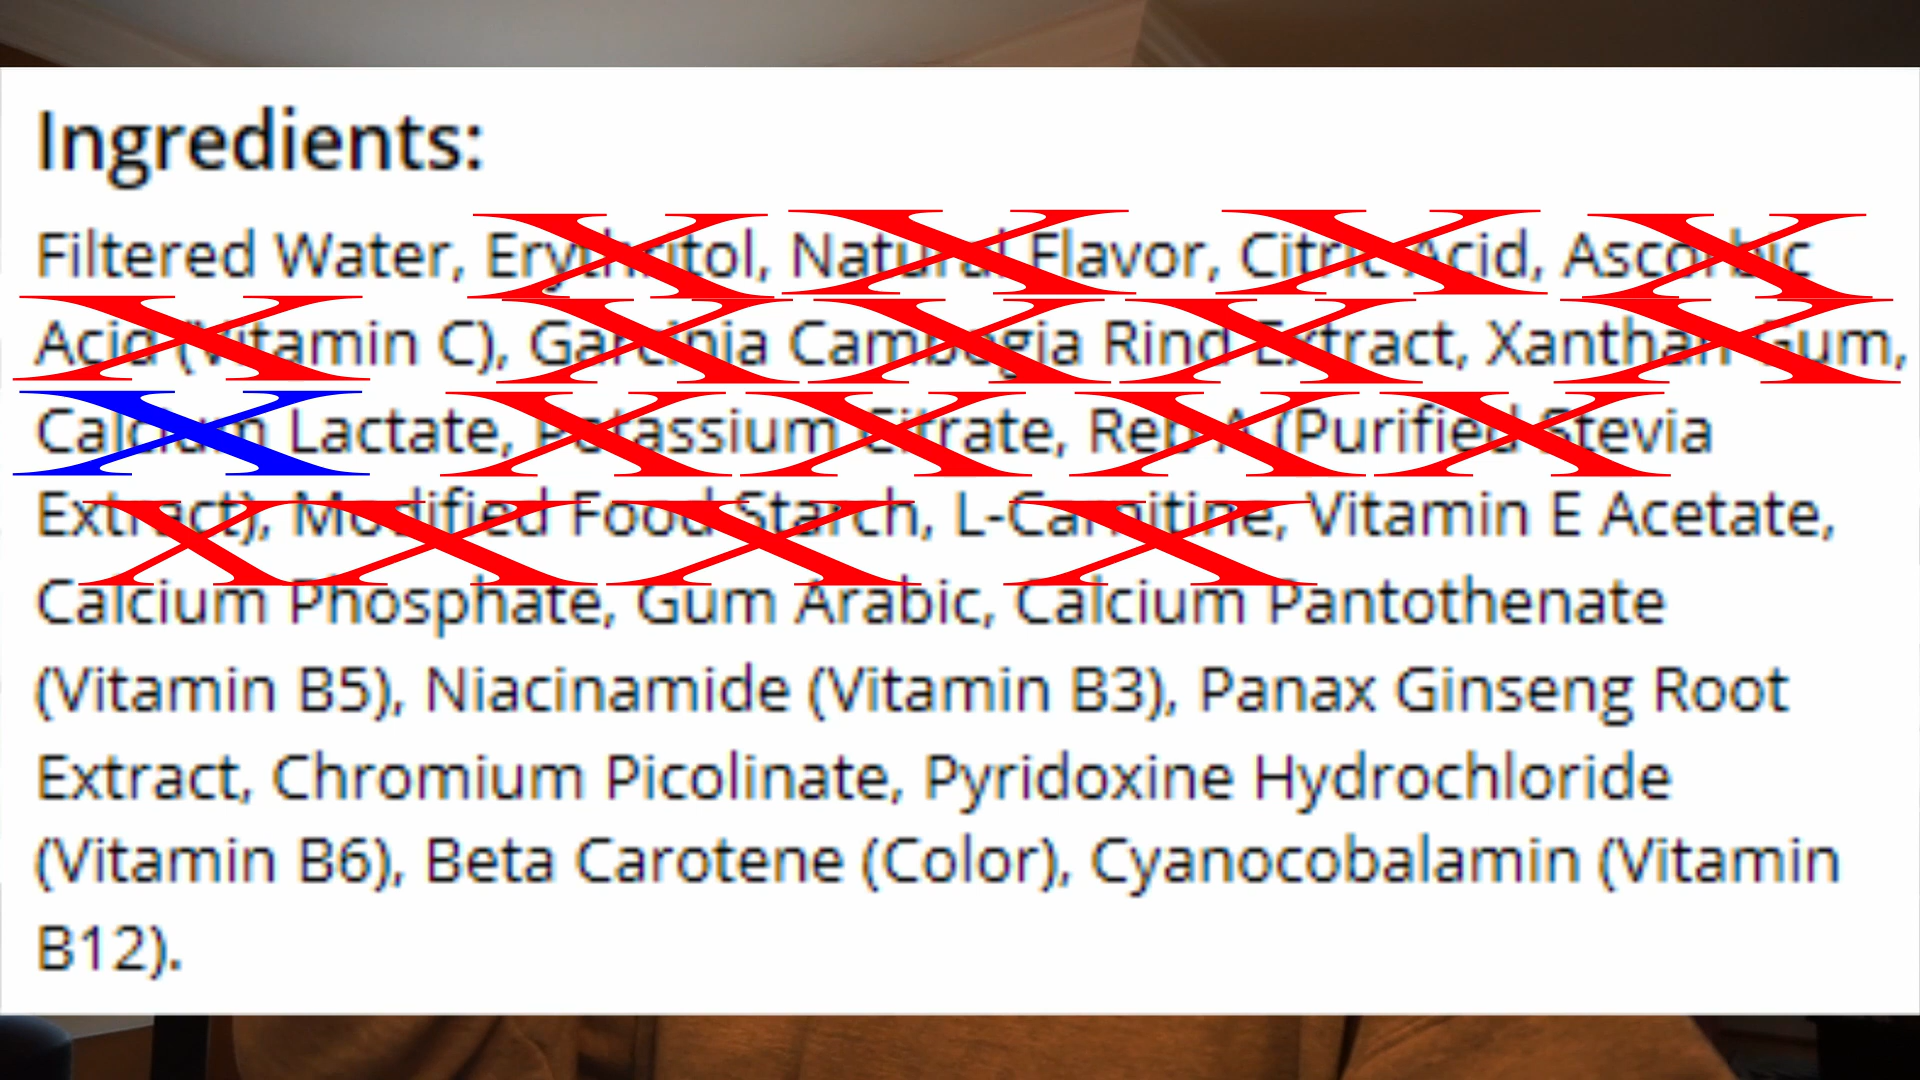 Ingredients:
Filtered Water, Erythritol, Natural Flavor, Citric Acid, Ascorbic
Acid (Vitamin C), Garcinia Cambogia Rind Extract, Xanthan Gum,
Calcium Lactate, Potassium Citrate, Reb A (Purified Stevia
Extract), Modified Food Starch, L-Carnitine, Vitamin E Acetate,
Calcium Phosphate, Gum Arabic, Calcium Pantothenate
(Vitamin B5), Niacinamide (Vitamin B3), Panax Ginseng Root
Extract, Chromium Picolinate, Pyridoxine Hydrochloride
(Vitamin B6), Beta Carotene (Color), Cyanocobalamin (Vitamin
B12).